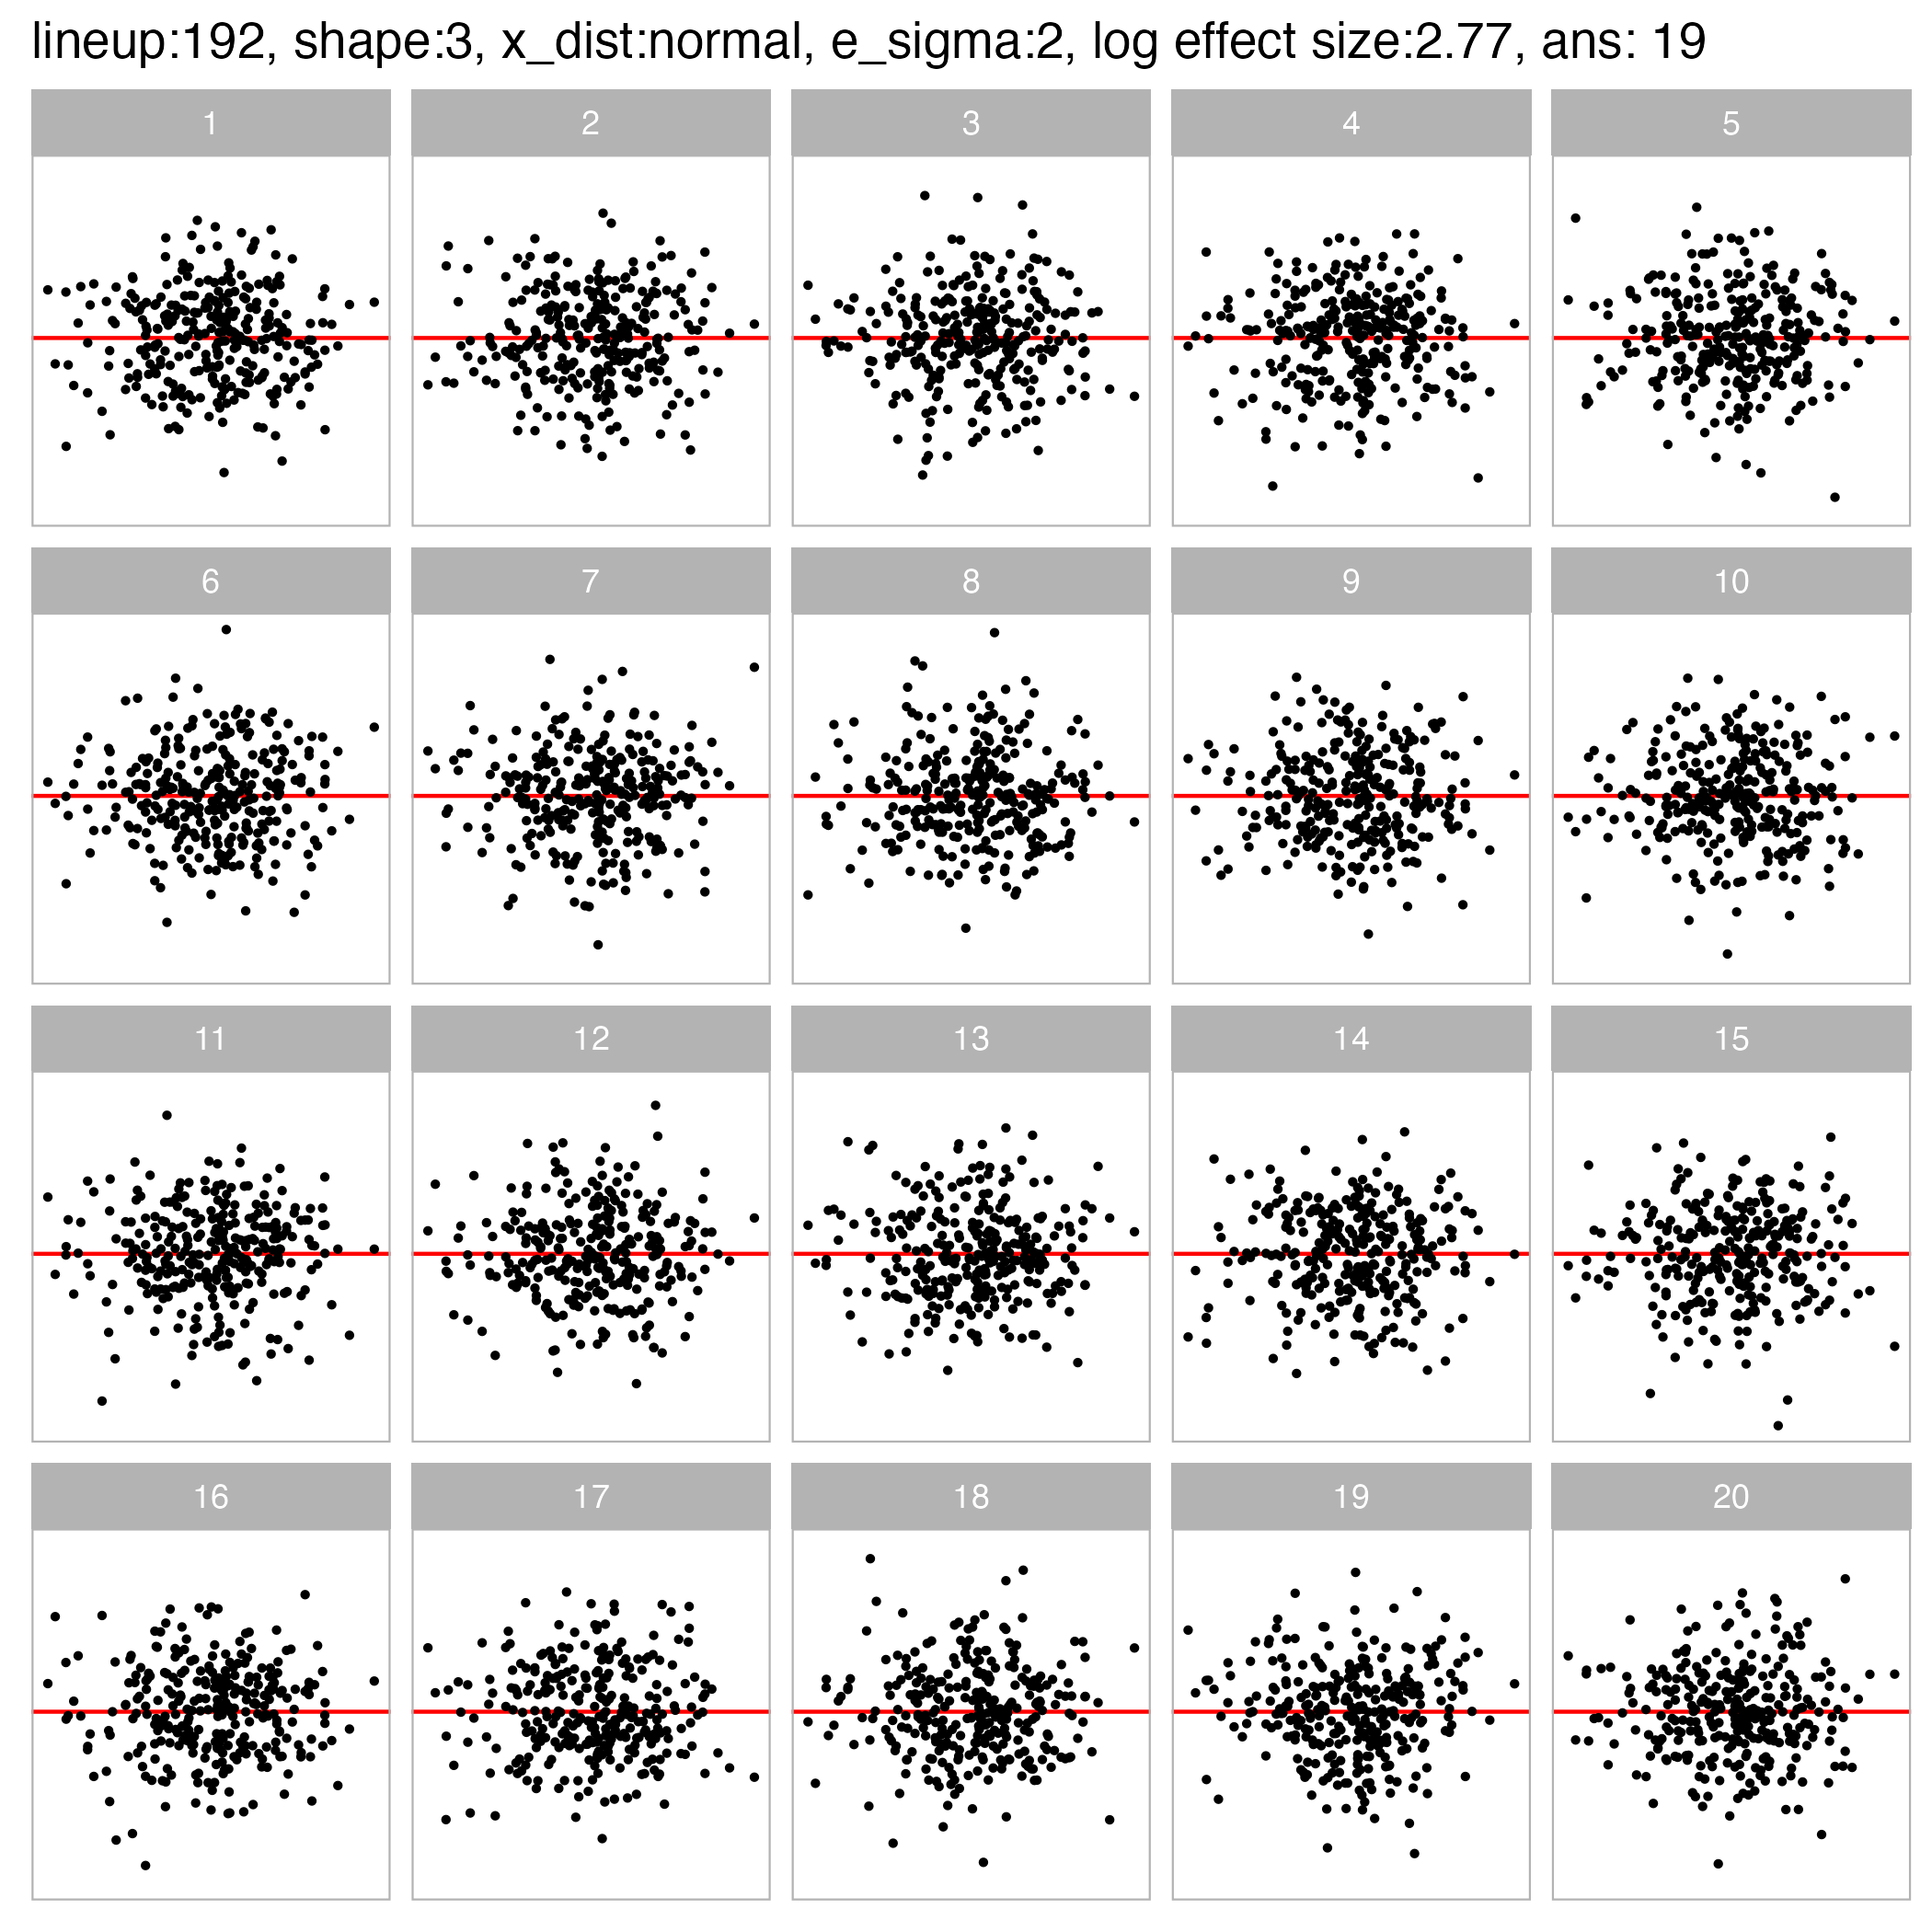 lineup:192, shape:3, x_dist:normal, e_sigma:2, log effect size:2.77, ans: 19
1 2 3 4 5
6 7 8 9 10
11 12 13 14 15
16 17 18 19 20